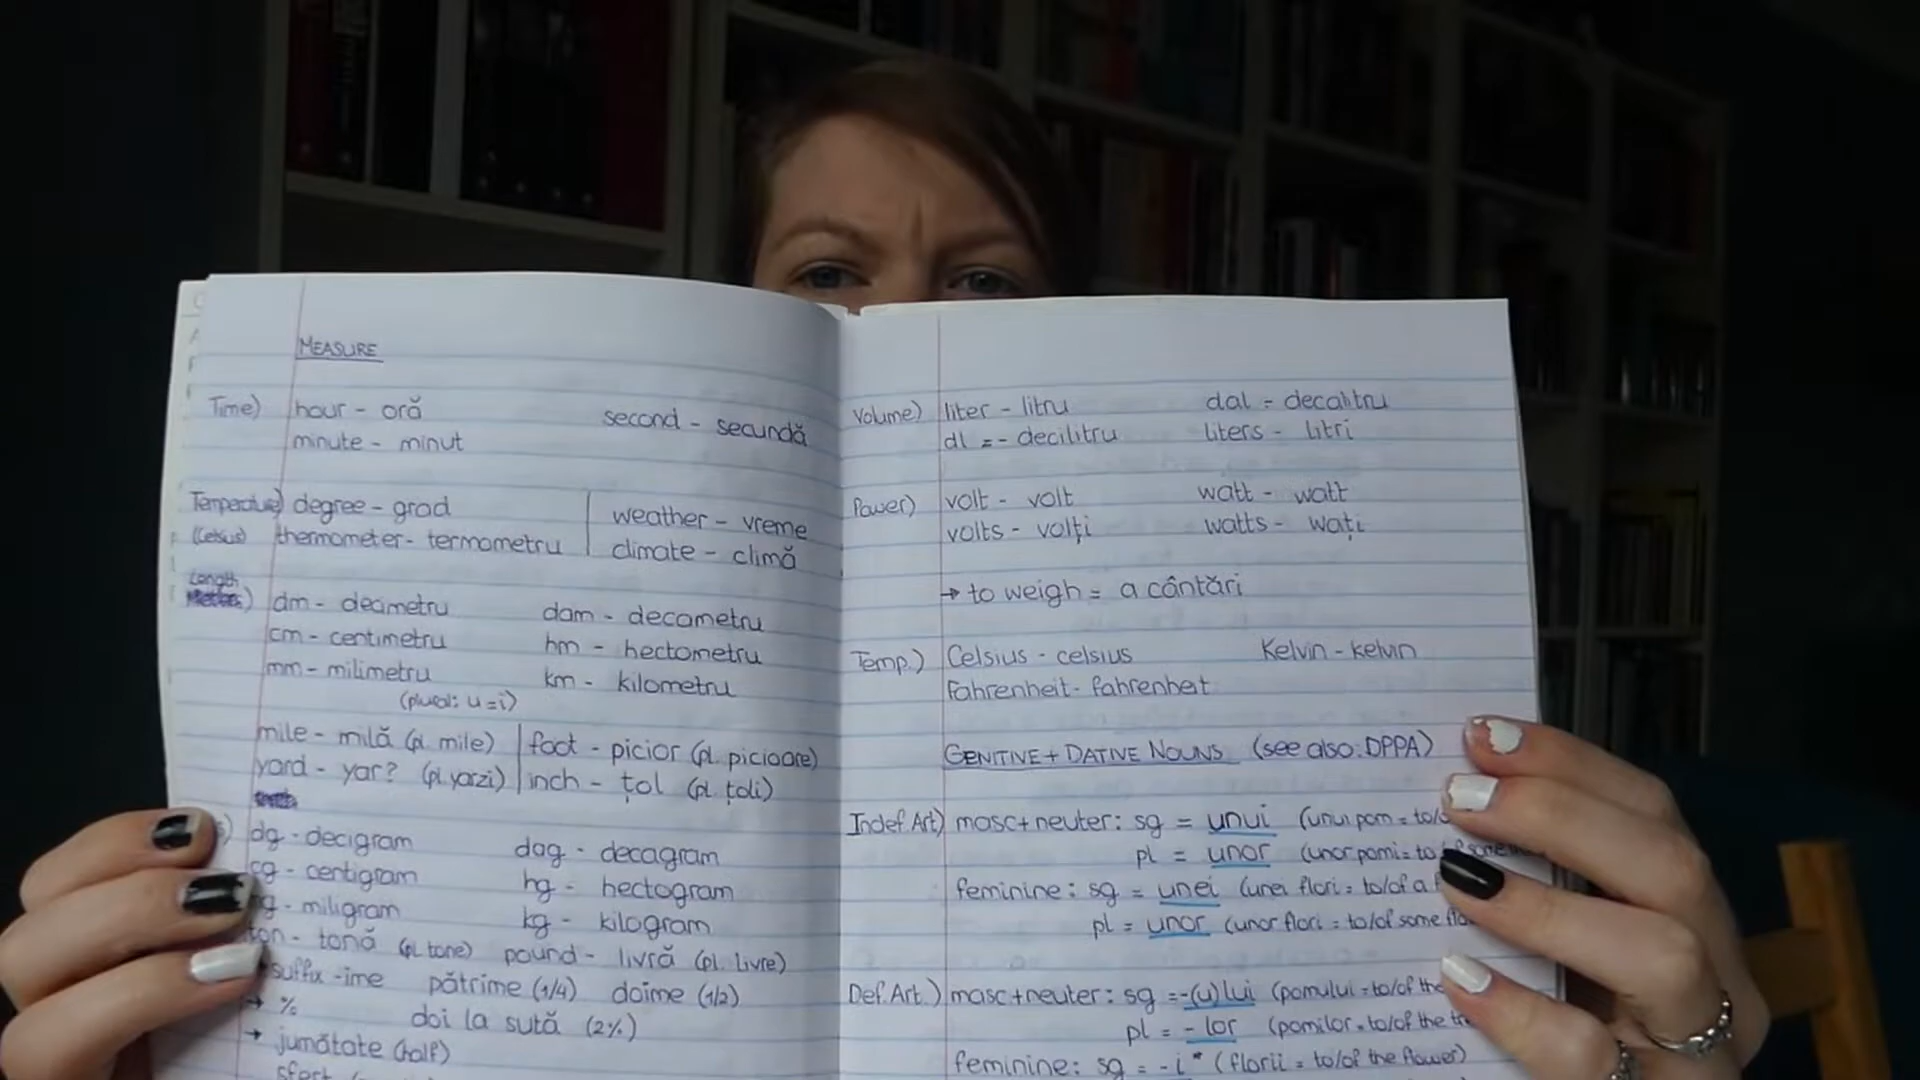 MEASURE
Time) hour - oră second - secundă
minute - minut
Temperature) degree - grad weather - vreme
(Celsius) thermometer - termometru climate - climă
Length
) dm - decimetru dam - decametru
cm - centimetru hm - hectometru
mm - milimetru km - kilometru
(plural: u = i)
mile - milă (pl. mile) foot - picior (pl. picioare)
yard - yar? (pl. yarzi) inch - țol (pl. țoli)
) dg - decigram dag - decagram
cg - centigram hg - hectogram
mg - miligram kg - kilogram
ton - tonă (pl. tone) pound - livră (pl. livre)
suffix -ime pătrime (1/4) doime (1/2)
→ % doi la sută (2%)
→ jumătate (half)
sfert
Volume) liter - litru dal = decalitru
dl = - decilitru liters - litri
Power) volt - volt watt - watt
volts - volți watts - wați
→ to weigh = a cântări
Temp.) Celsius - celsius Kelvin - kelvin
Fahrenheit - fahrenheit
GENITIVE + DATIVE NOUNS (see also: DPPA)
Indef. Art) masc + neuter: sg = unui (unui pom = to/o
pl = unor (unor pomi = to/of some
feminine: sg = unei (unei flori = to/of a f
pl = unor (unor flori = to/of some flo
Def. Art.) masc + neuter: sg = -(u)lui (pomului = to/of the
pl = - lor (pomilor = to/of the tr
feminine: sg = - i* (florii = to/of the flower)